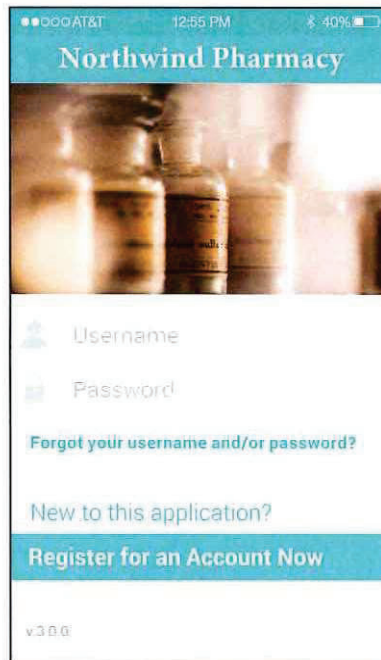 AT&T 12:55 PM 40%
Northwind Pharmacy
Username
Password
Forgot your username and/or password?
New to this application?
Register for an Account Now
v3.0.0